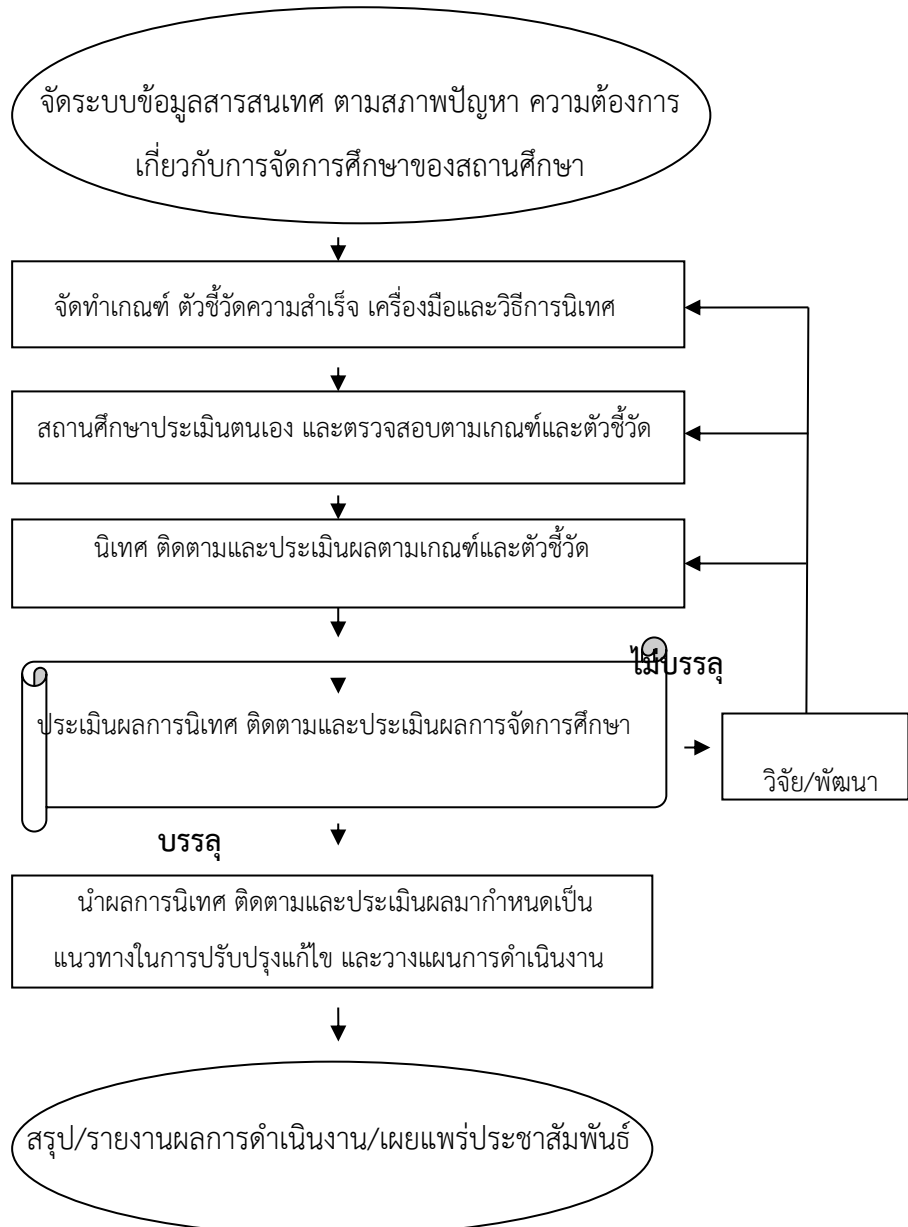 จัดระบบข้อมูลสารสนเทศ ตามสภาพปัญหา ความต้องการ
เกี่ยวกับการจัดการศึกษาของสถานศึกษา
จัดทำเกณฑ์ ตัวชี้วัดความสำเร็จ เครื่องมือและวิธีการนิเทศ
สถานศึกษาประเมินตนเอง และตรวจสอบตามเกณฑ์และตัวชี้วัด
นิเทศ ติดตามและประเมินผลตามเกณฑ์และตัวชี้วัด
ไม่บรรลุ
ประเมินผลการนิเทศ ติดตามและประเมินผลการจัดการศึกษา
วิจัย/พัฒนา
บรรลุ
นำผลการนิเทศ ติดตามและประเมินผลมากำหนดเป็น
แนวทางในการปรับปรุงแก้ไข และวางแผนการดำเนินงาน
สรุป/รายงานผลการดำเนินงาน/เผยแพร่ประชาสัมพันธ์